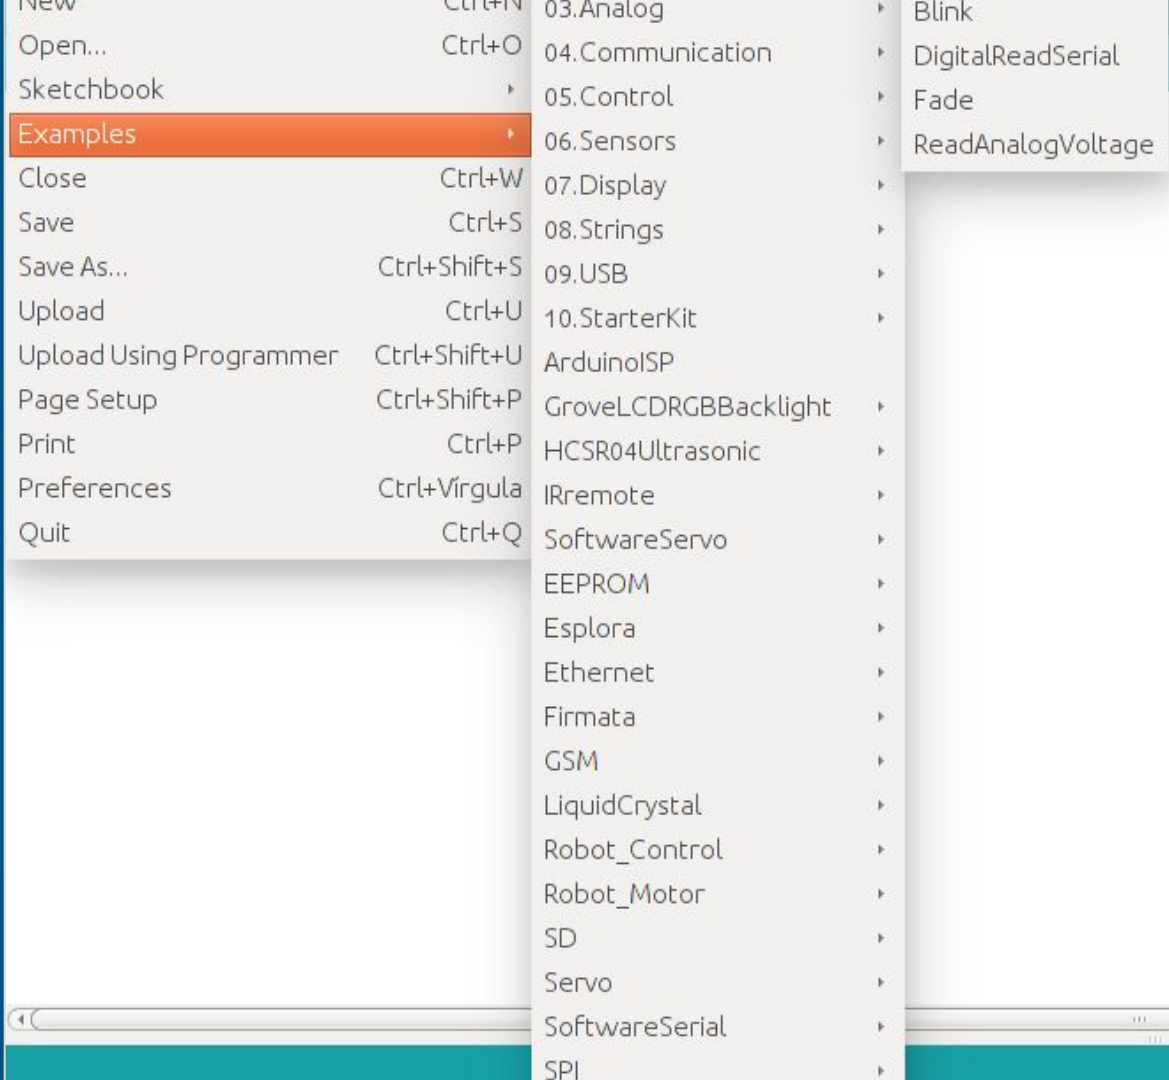 New Ctrl+N
Open... Ctrl+O
Sketchbook
Examples
Close Ctrl+W
Save Ctrl+S
Save As... Ctrl+Shift+S
Upload Ctrl+U
Upload Using Programmer Ctrl+Shift+U
Page Setup Ctrl+Shift+P
Print Ctrl+P
Preferences Ctrl+Vírgula
Quit Ctrl+Q
03.Analog
04.Communication
05.Control
06.Sensors
07.Display
08.Strings
09.USB
10.StarterKit
ArduinoISP
GroveLCDRGBBacklight
HCSR04Ultrasonic
IRremote
SoftwareServo
EEPROM
Esplora
Ethernet
Firmata
GSM
LiquidCrystal
Robot_Control
Robot_Motor
SD
Servo
SoftwareSerial
SPI
Blink
DigitalReadSerial
Fade
ReadAnalogVoltage